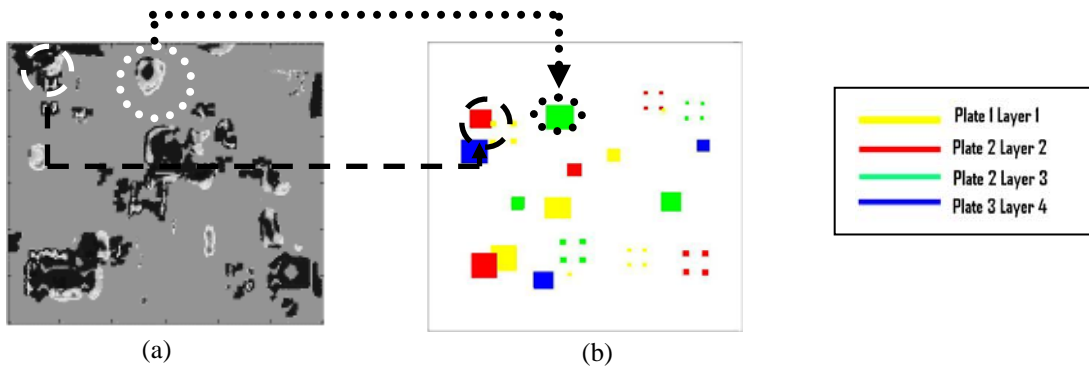 Plate 1 Layer 1
Plate 2 Layer 2
Plate 2 Layer 3
Plate 3 Layer 4
(a)
(b)